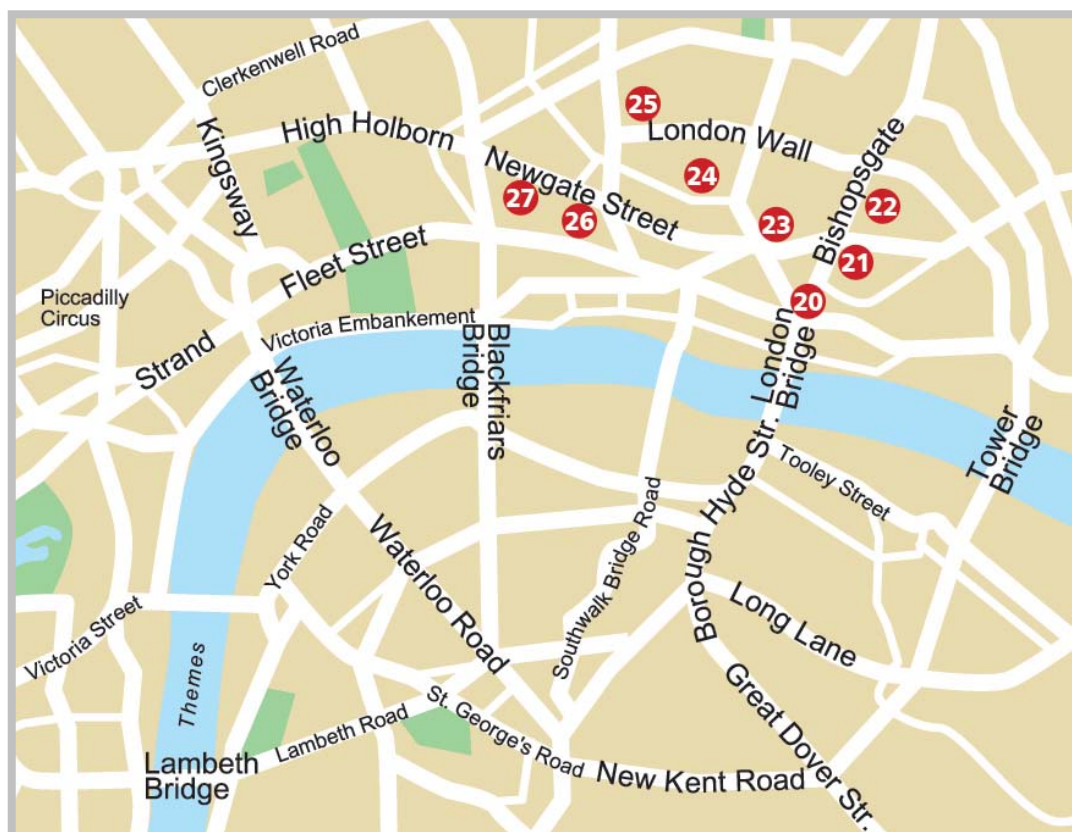 Clerkenwell Road
Kingsway
High Holborn
25
London Wall
Newgate Street
24
Bishopsgate
27
26
23
22
21
20
Fleet Street
Piccadilly
Circus
Strand
Victoria Embankment
Waterloo
Bridge
Blackfriars
Bridge
London
Bridge
Tower
Bridge
Tooley Street
Borough Hyde Str.
York Road
Waterloo Road
Southwalk Bridge Road
Long Lane
Victoria Street
Themes
Great Dover Str.
St. George's Road
Lambeth Road
Lambeth
Bridge
New Kent Road